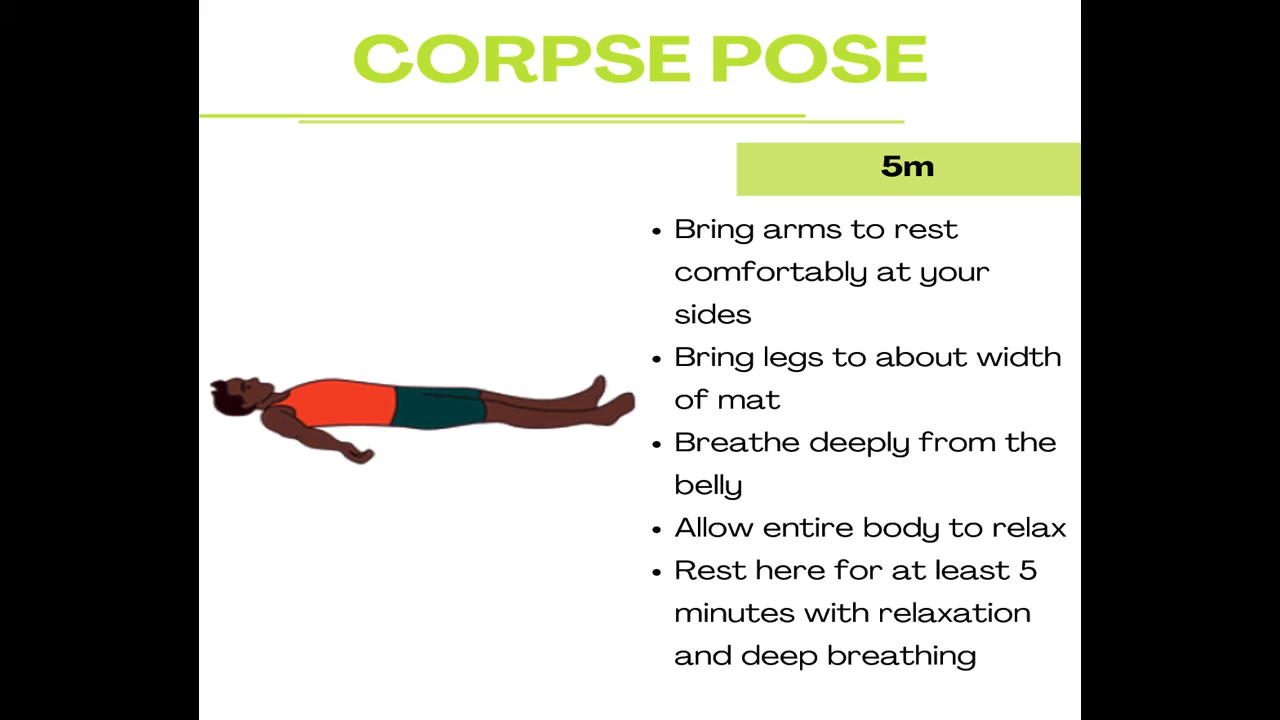 CORPSE POSE
5m
• Bring arms to rest
comfortably at your
sides
• Bring legs to about width
of mat
• Breathe deeply from the
belly
• Allow entire body to relax
• Rest here for at least 5
minutes with relaxation
and deep breathing